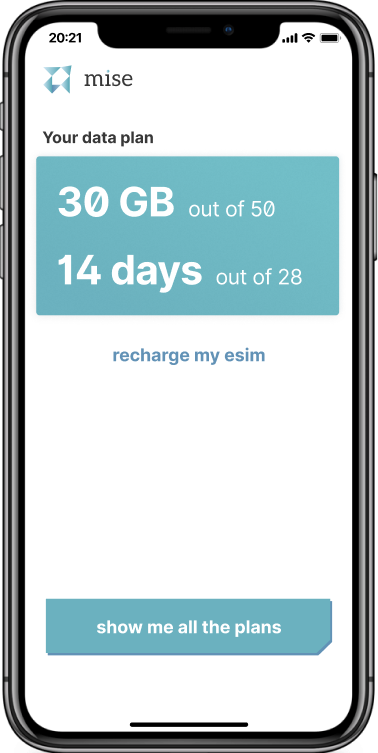 20:21
mise
Your data plan
30 GB out of 50
14 days out of 28
recharge my esim
show me all the plans